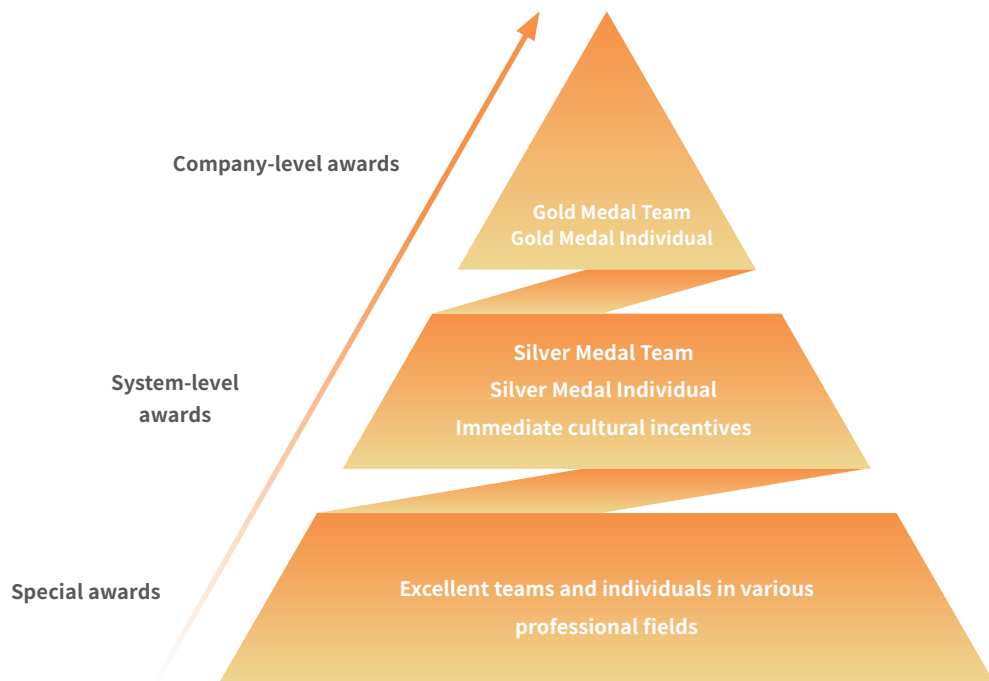 Company-level awards
Gold Medal Team
Gold Medal Individual
System-level
awards
Silver Medal Team
Silver Medal Individual
Immediate cultural incentives
Special awards
Excellent teams and individuals in various
professional fields